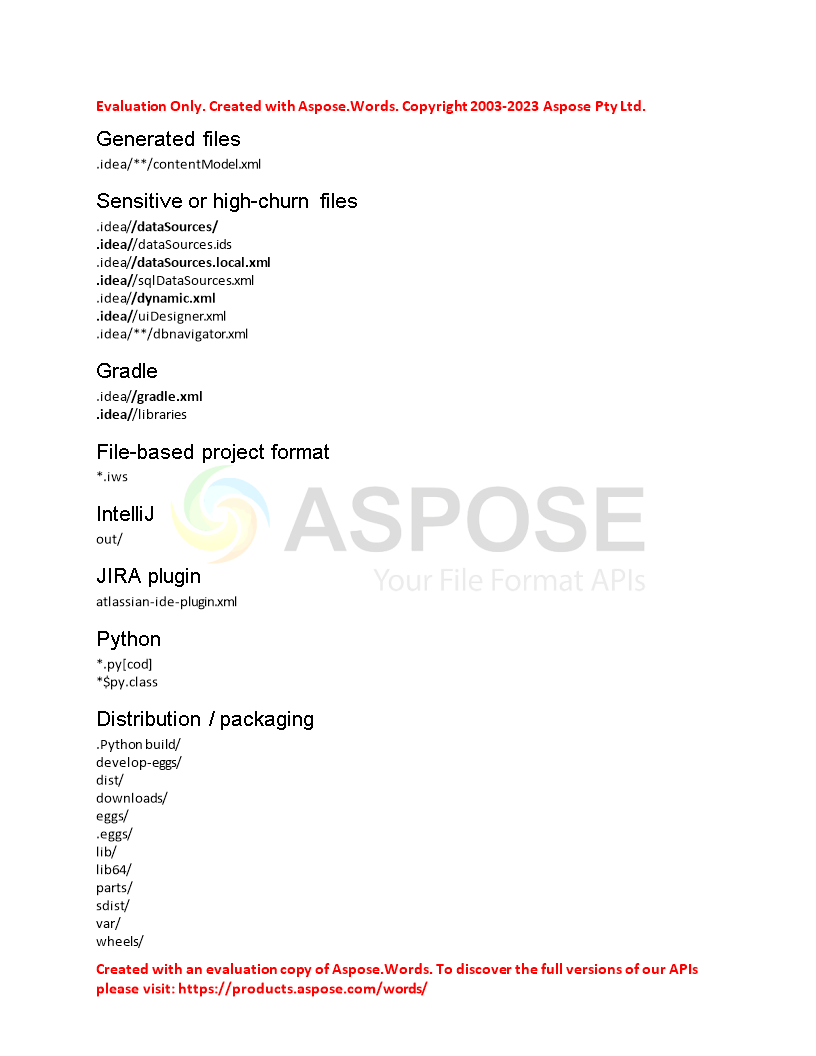 Evaluation Only. Created with Aspose.Words. Copyright 2003-2023 Aspose Pty Ltd.
Generated files
.idea/**/contentModel.xml
Sensitive or high-churn files
.idea//dataSources/
.idea//dataSources.ids
.idea//dataSources.local.xml
.idea//sqlDataSources.xml
.idea//dynamic.xml
.idea//uiDesigner.xml
.idea/**/dbnavigator.xml
Gradle
.idea//gradle.xml
.idea//libraries
File-based project format
*.iws
IntelliJ
out/
JIRA plugin
atlassian-ide-plugin.xml
Python
*.py[cod]
*$py.class
Distribution / packaging
.Python build/
develop-eggs/
dist/
downloads/
eggs/
.eggs/
lib/
lib64/
parts/
sdist/
var/
wheels/
Created with an evaluation copy of Aspose.Words. To discover the full versions of our APIs
please visit: https://products.aspose.com/words/
ASPOSE
Your File Format APIs